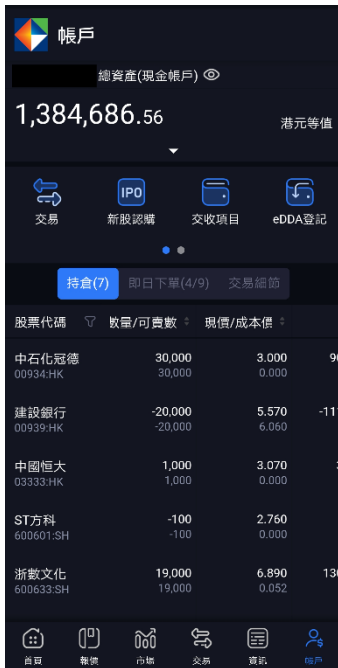 帳戶
總資產(現金帳戶)
1,384,686.56 港元等值
交易 新股認購 交收項目 eDDA登記
IPO
持倉(7) 即日下單(4/9) 交易細節
股票代碼 數量/可賣數 現價/成本價
中石化冠德 30,000 3.000
00934:HK 30,000 0.000
建設銀行 -20,000 5.570 -11
00939:HK -20,000 6.060
中國恒大 1,000 3.070
03333:HK 1,000 0.000
ST方科 -100 2.760
600601:SH -100 0.000
浙數文化 19,000 6.890 13
600633:SH 19,000 0.052
首頁 報價 市場 交易 資訊 帳戶